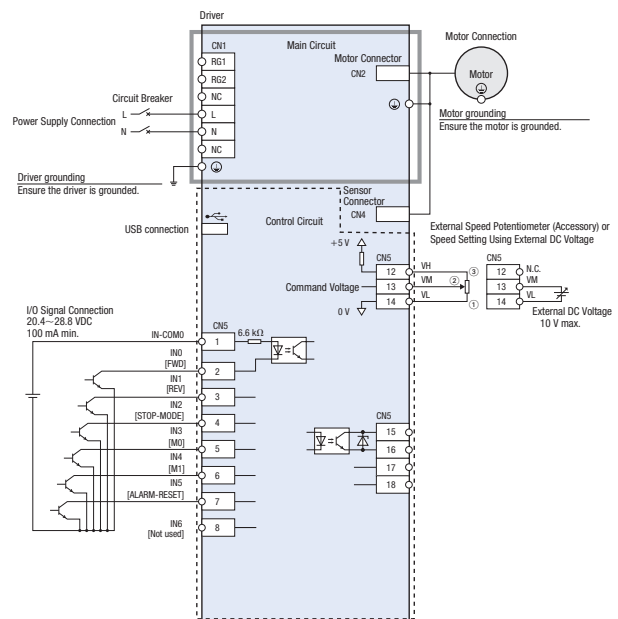 Driver
CN1
Main Circuit
RG1
RG2
NC
L
N
NC
Motor Connector
CN2
Motor Connection
Motor
Circuit Breaker
Power Supply Connection
L
N
Motor grounding
Ensure the motor is grounded.
Driver grounding
Ensure the driver is grounded.
Sensor
Connector
CN4
USB connection
Control Circuit
External Speed Potentiometer (Accessory) or
Speed Setting Using External DC Voltage
+5 V
CN5
12 VH ③
Command Voltage 13 VM ②
14 VL ①
0 V
CN5
12 N.C.
13 VM
14 VL
External DC Voltage
10 V max.
I/O Signal Connection
20.4~28.8 VDC
100 mA min.
CN5
IN-COM0 1 6.6 kΩ
IN0
[FWD] 2
IN1
[REV] 3
IN2
[STOP-MODE] 4
IN3
[M0] 5
IN4
[M1] 6
IN5
[ALARM-RESET] 7
IN6
[Not used] 8
CN5
15
16
17
18